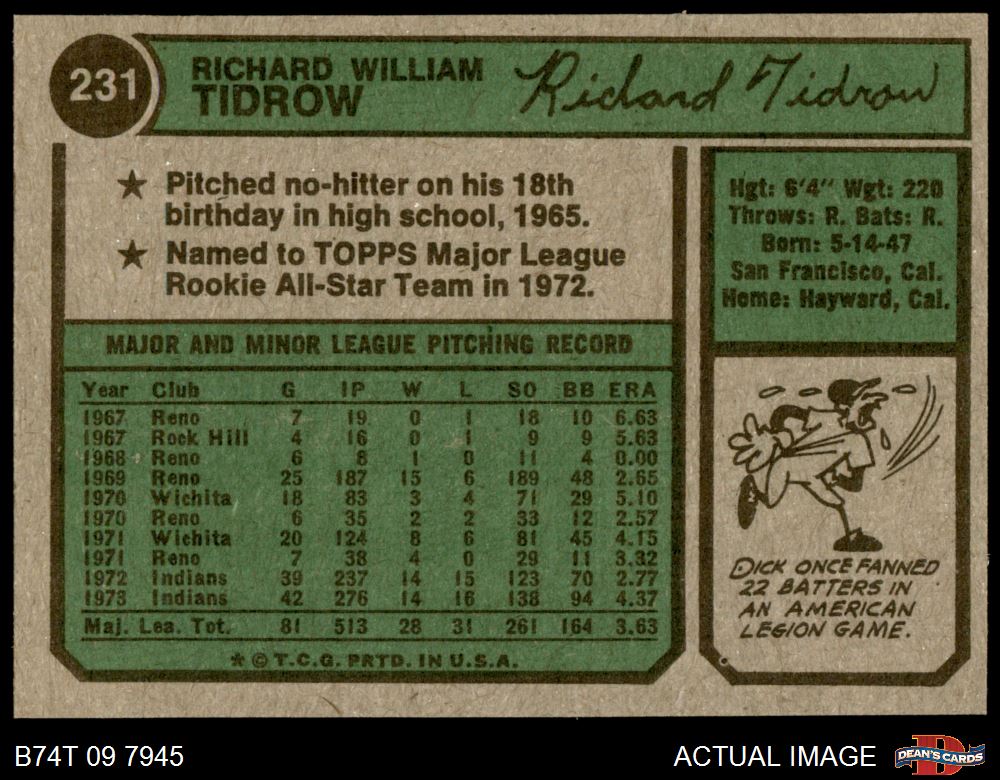 231
RICHARD WILLIAM
TIDROW
Richard Tidrow
★ Pitched no-hitter on his 18th
birthday in high school, 1965.
★ Named to TOPPS Major League
Rookie All-Star Team in 1972.
Hgt: 6'4" Wgt: 220
Throws: R. Bats: R.
Born: 5-14-47
San Francisco, Cal.
Home: Hayward, Cal.
MAJOR AND MINOR LEAGUE PITCHING RECORD
Year Club G IP W L SO BB ERA
1967 Reno 7 19 0 1 18 10 6.63
1967 Rock Hill 4 16 0 1 9 9 5.63
1968 Reno 6 8 1 0 11 4 0.00
1969 Reno 25 187 15 6 189 48 2.65
1970 Wichita 18 83 3 4 71 29 5.10
1970 Reno 6 35 2 2 33 12 2.57
1971 Wichita 20 124 8 6 81 45 4.15
1971 Reno 7 38 4 0 29 11 3.32
1972 Indians 39 237 14 15 123 70 2.77
1973 Indians 42 276 14 16 138 94 4.37
Maj. Lea. Tot. 81 513 28 31 261 164 3.63
★ © T.C.G. PRTD. IN U.S.A.
DICK ONCE FANNED
22 BATTERS IN
AN AMERICAN
LEGION GAME.
B74T 09 7945
ACTUAL IMAGE
DEAN'S CARDS